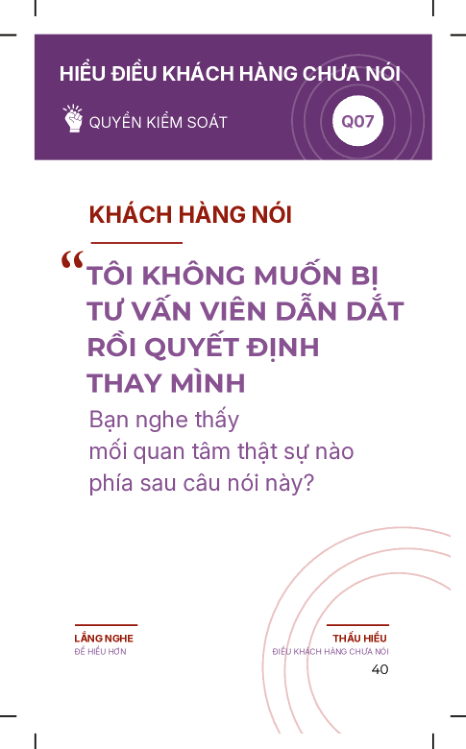 HIỂU ĐIỀU KHÁCH HÀNG CHƯA NÓI
QUYỀN KIỂM SOÁT
Q07
KHÁCH HÀNG NÓI
“
TÔI KHÔNG MUỐN BỊ
TƯ VẤN VIÊN DẪN DẮT
RỒI QUYẾT ĐỊNH
THAY MÌNH
Bạn nghe thấy
mối quan tâm thật sự nào
phía sau câu nói này?
LẮNG NGHE
ĐỂ HIỂU HƠN
THẤU HIỂU
ĐIỀU KHÁCH HÀNG CHƯA NÓI
40